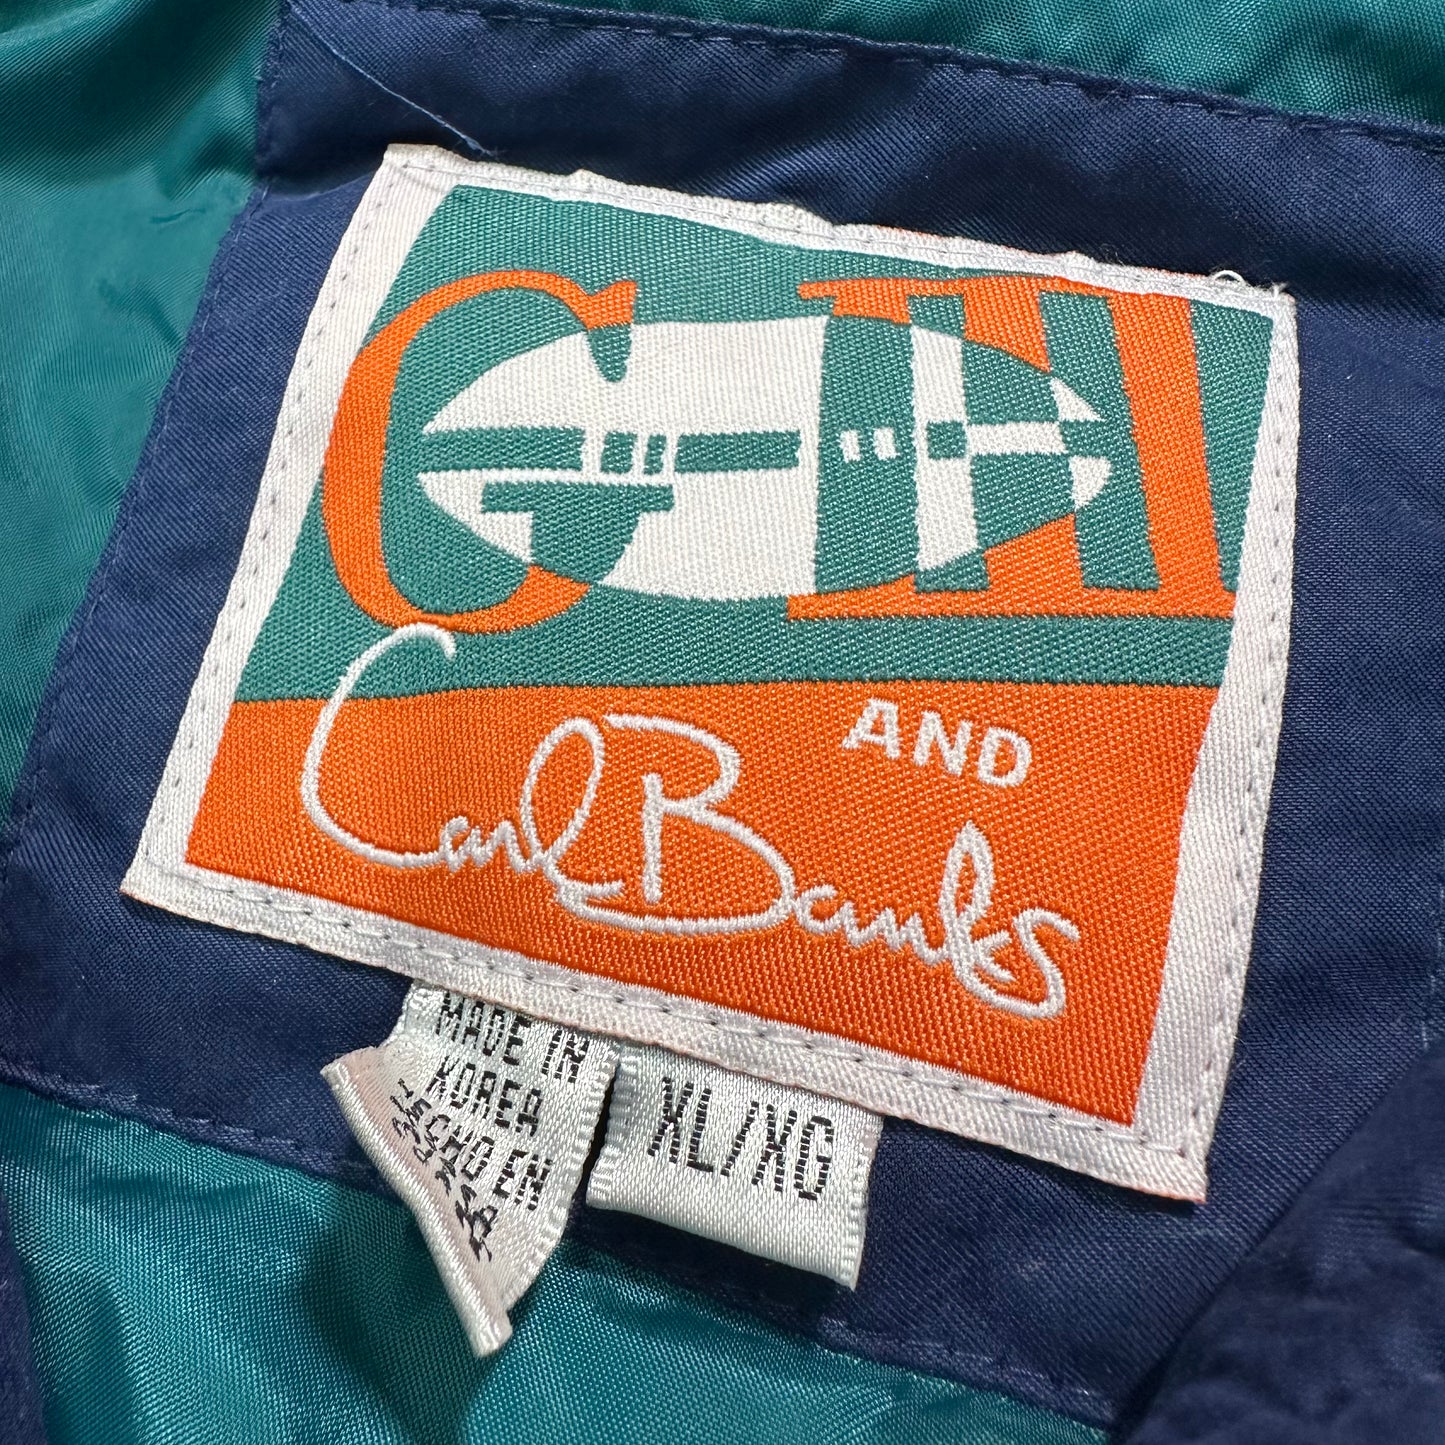 G-III
AND
Carl Banks
MADE IN
KOREA
HECHO EN
XL/XG